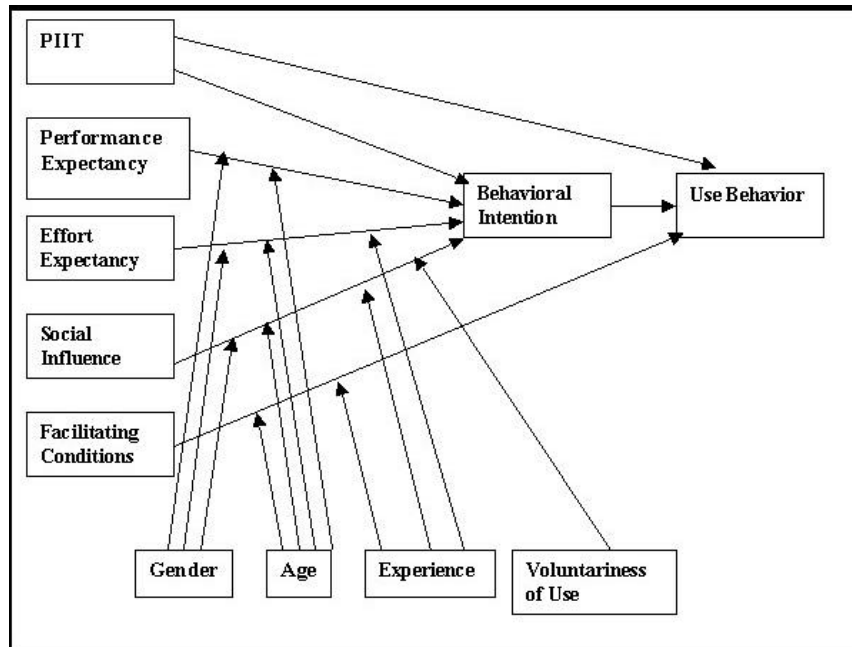 PIIT
Performance
Expectancy
Behavioral
Intention
Use Behavior
Effort
Expectancy
Social
Influence
Facilitating
Conditions
Gender
Age
Experience
Voluntariness
of Use